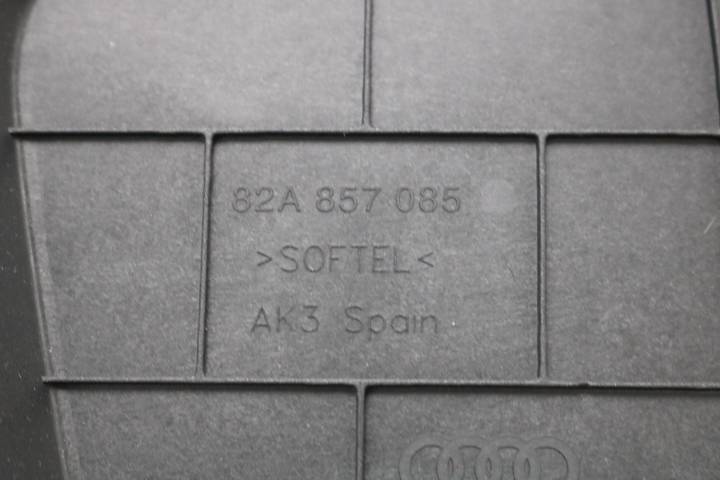 82A 857 085
>SOFTEL<
AK3 Spain